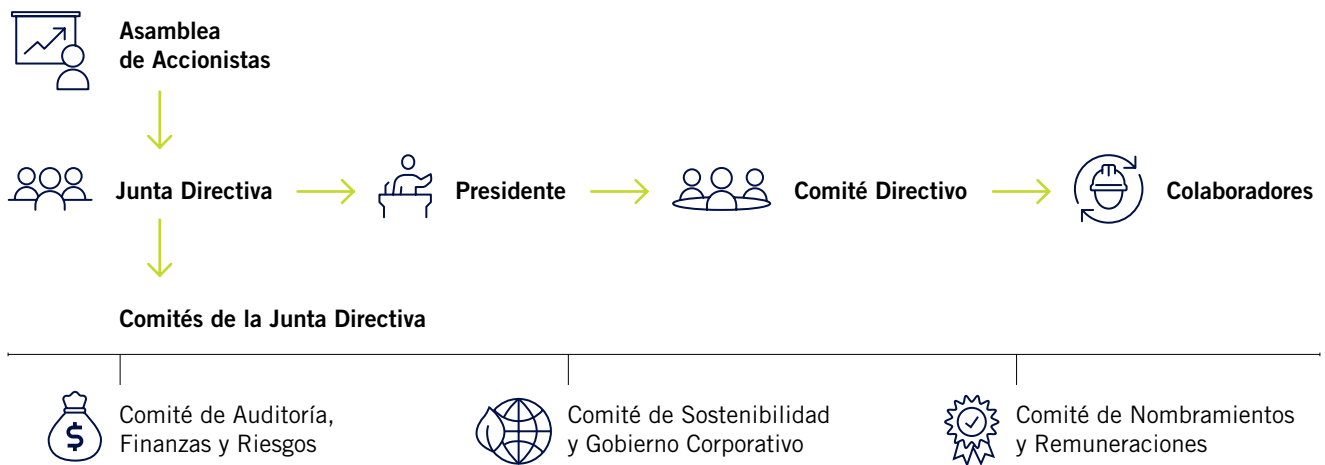 Asamblea
de Accionistas
Junta Directiva
Presidente
Comité Directivo
Colaboradores
Comités de la Junta Directiva
$
Comité de Auditoría,
Finanzas y Riesgos
Comité de Sostenibilidad
y Gobierno Corporativo
Comité de Nombramientos
y Remuneraciones